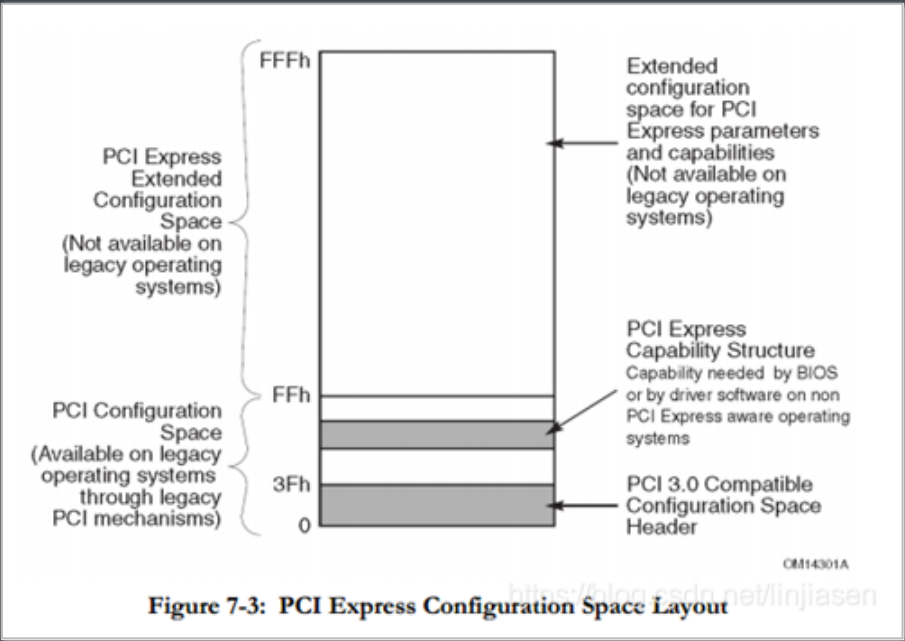 FFFh
Extended
configuration
space for PCI
Express parameters
and capabilities
(Not available on
legacy operating
systems)
PCI Express
Extended
Configuration
Space
(Not available on
legacy operating
systems)
PCI Express
Capability Structure
Capability needed by BIOS
or by driver software on non
PCI Express aware operating
systems
FFh
PCI Configuration
Space
(Available on legacy
operating systems
through legacy
PCI mechanisms)
3Fh
PCI 3.0 Compatible
Configuration Space
Header
0
OM14301A
Figure 7-3: PCI Express Configuration Space Layout
https://blog.csdn.net/linjiasen